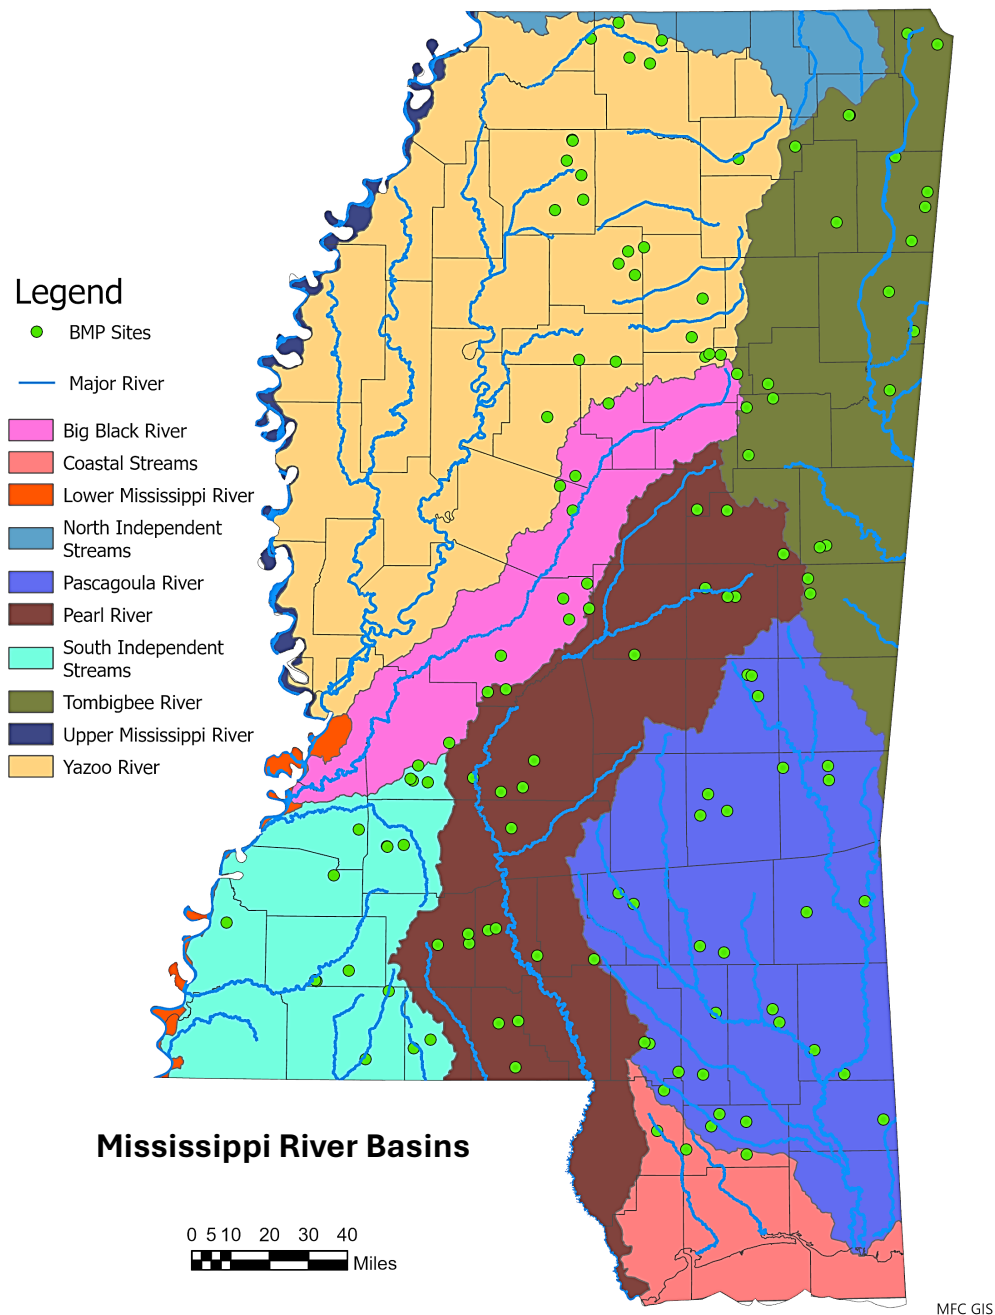 Legend
BMP Sites
Major River
Big Black River
Coastal Streams
Lower Mississippi River
North Independent
Streams
Pascagoula River
Pearl River
South Independent
Streams
Tombigbee River
Upper Mississippi River
Yazoo River
Mississippi River Basins
0 5 10 20 30 40
Miles
MFC GIS